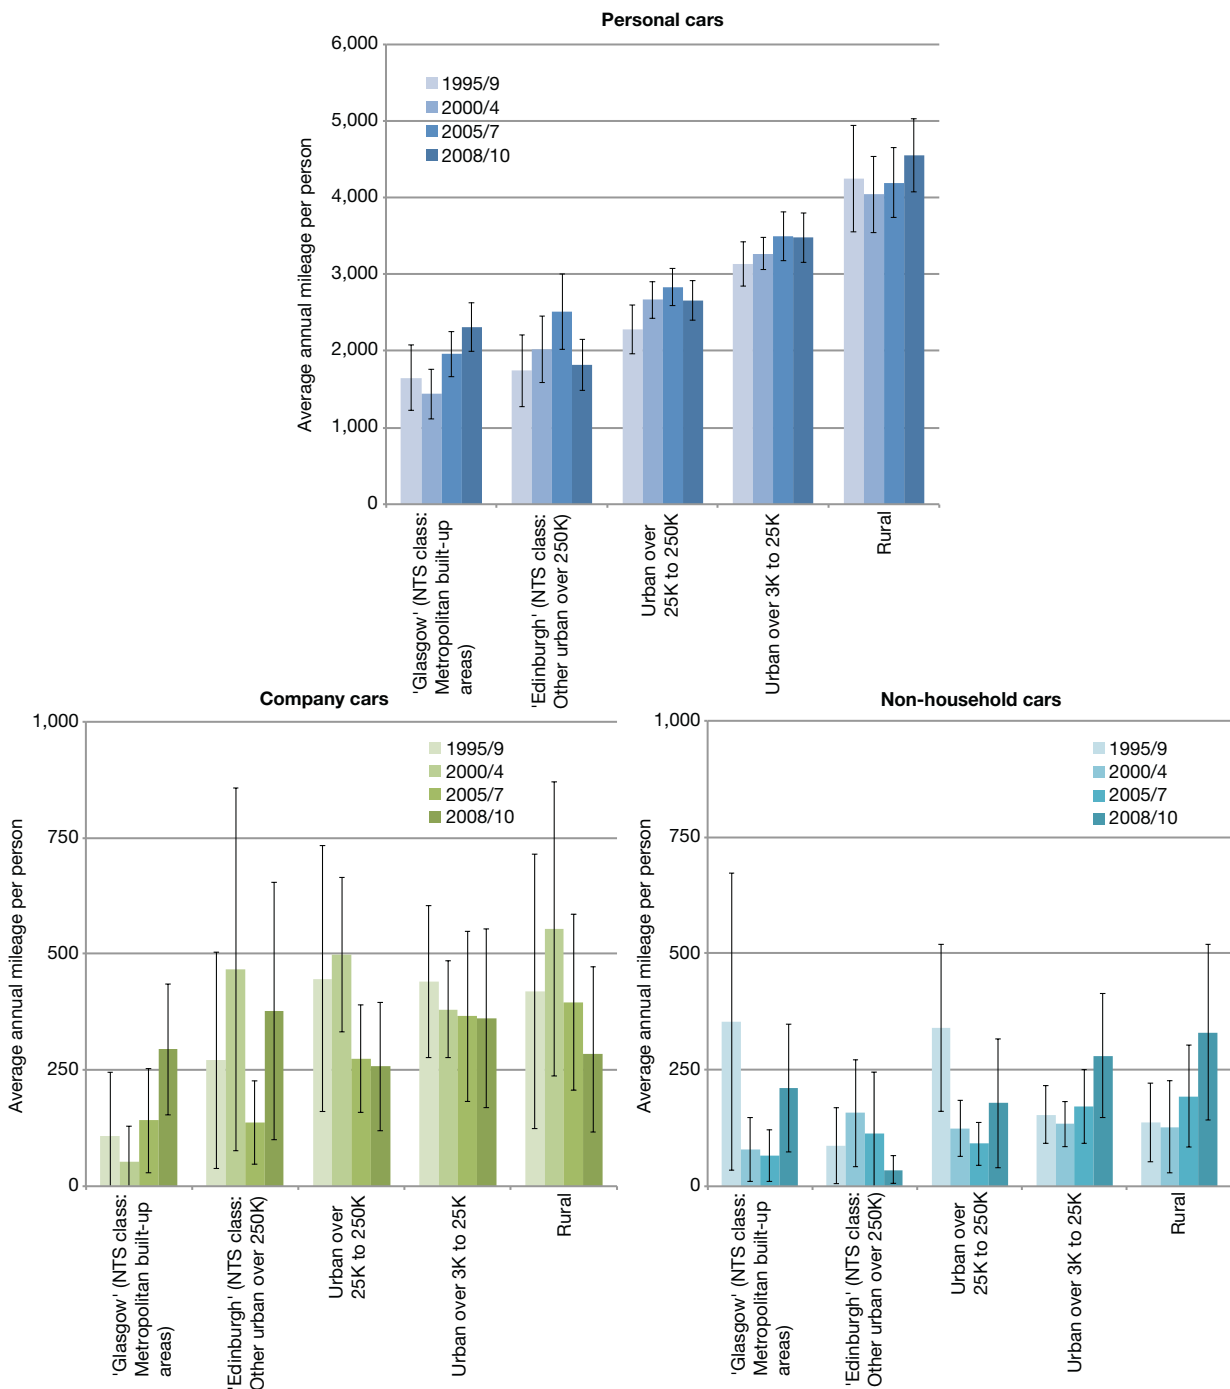 Personal cars
6,000
5,000
4,000
3,000
2,000
1,000
0
Average annual mileage per person
1995/9
2000/4
2005/7
2008/10
'Glasgow' (NTS class:
Metropolitan built-up
areas)
'Edinburgh' (NTS class:
Other urban over 250K)
Urban over
25K to 250K
Urban over 3K to 25K
Rural
Company cars
1,000
750
500
250
0
Average annual mileage per person
1995/9
2000/4
2005/7
2008/10
'Glasgow' (NTS class:
Metropolitan built-up
areas)
'Edinburgh' (NTS class:
Other urban over 250K)
Urban over
25K to 250K
Urban over 3K to 25K
Rural
Non-household cars
1,000
750
500
250
0
Average annual mileage per person
1995/9
2000/4
2005/7
2008/10
'Glasgow' (NTS class:
Metropolitan built-up
areas)
'Edinburgh' (NTS class:
Other urban over 250K)
Urban over
25K to 250K
Urban over 3K to 25K
Rural